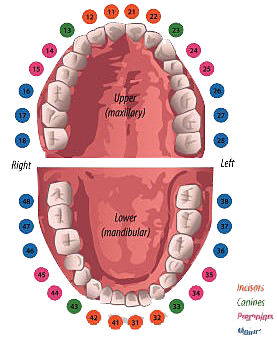 12 11 21 22
13 23
14 24
15 25
16 26
17 27
18 28
Upper
(maxillary)
Right Left
Lower
(mandibular)
48 38
47 37
46 36
45 35
44 34
43 33
42 41 31 32
Incisors
Canines